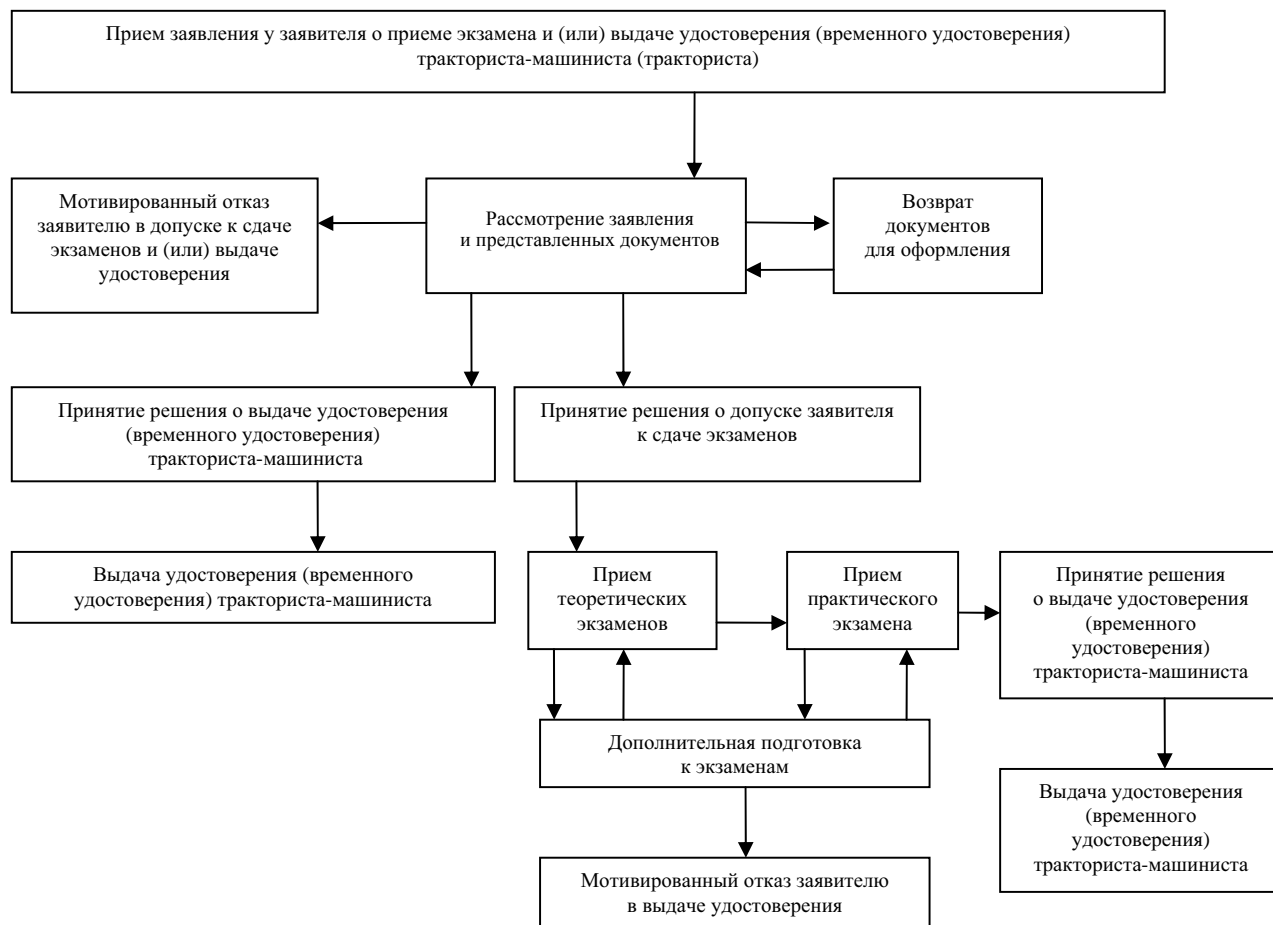 Прием заявления у заявителя о приеме экзамена и (или) выдаче удостоверения (временного удостоверения)
тракториста-машиниста (тракториста)
Мотивированный отказ
заявителю в допуске к сдаче
экзаменов и (или) выдаче
удостоверения
Рассмотрение заявления
и представленных документов
Возврат
документов
для оформления
Принятие решения о выдаче удостоверения
(временного удостоверения)
тракториста-машиниста
Принятие решения о допуске заявителя
к сдаче экзаменов
Выдача удостоверения (временного
удостоверения) тракториста-машиниста
Прием
теоретических
экзаменов
Прием
практического
экзамена
Принятие решения
о выдаче удостоверения
(временного
удостоверения)
тракториста-машиниста
Дополнительная подготовка
к экзаменам
Выдача удостоверения
(временного
удостоверения)
тракториста-машиниста
Мотивированный отказ заявителю
в выдаче удостоверения